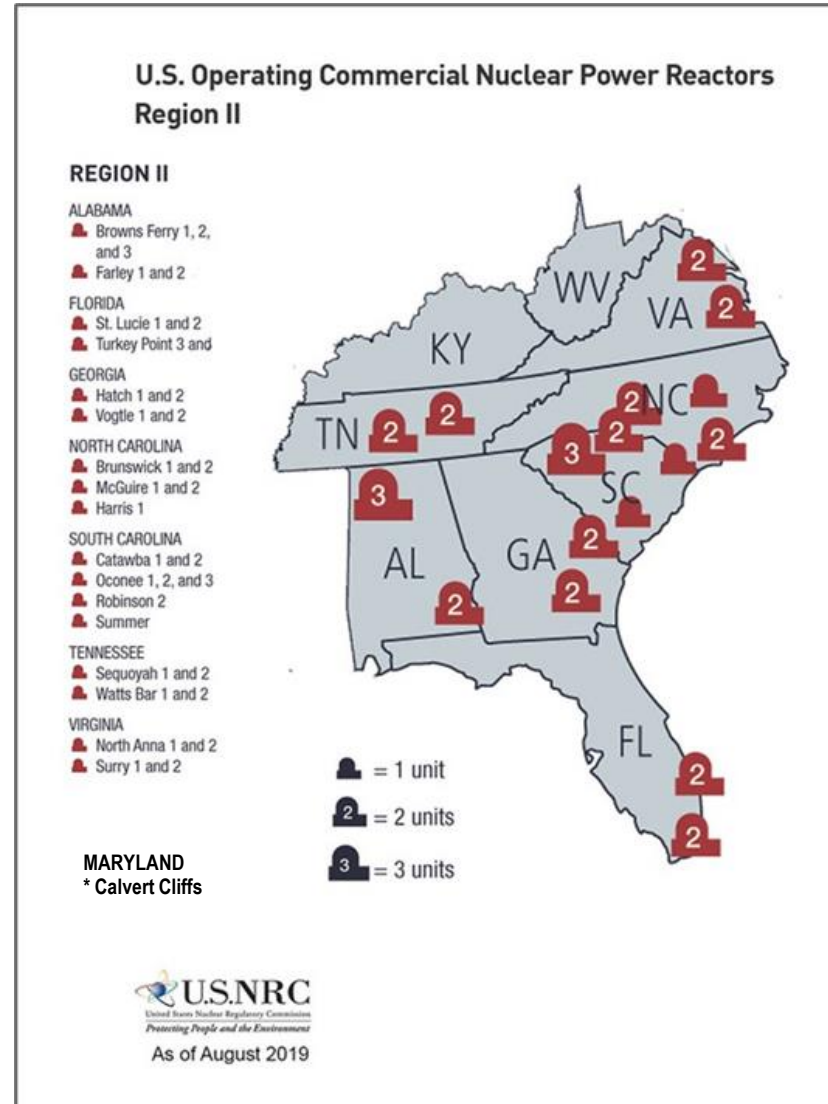 U.S. Operating Commercial Nuclear Power Reactors
Region II
REGION II
ALABAMA
Browns Ferry 1, 2,
and 3
Farley 1 and 2
FLORIDA
St. Lucie 1 and 2
Turkey Point 3 and
GEORGIA
Hatch 1 and 2
Vogtle 1 and 2
NORTH CAROLINA
Brunswick 1 and 2
McGuire 1 and 2
Harris 1
SOUTH CAROLINA
Catawba 1 and 2
Oconee 1, 2, and 3
Robinson 2
Summer
TENNESSEE
Sequoyah 1 and 2
Watts Bar 1 and 2
VIRGINIA
North Anna 1 and 2
Surry 1 and 2
MARYLAND
* Calvert Cliffs
WV
2
VA
2
KY
TN
2
2
2
NC
2
2
3
SC
3
AL
2
GA
2
2
FL
2
2
= 1 unit
2 = 2 units
3 = 3 units
U.S.NRC
United States Nuclear Regulatory Commission
Protecting People and the Environment
As of August 2019